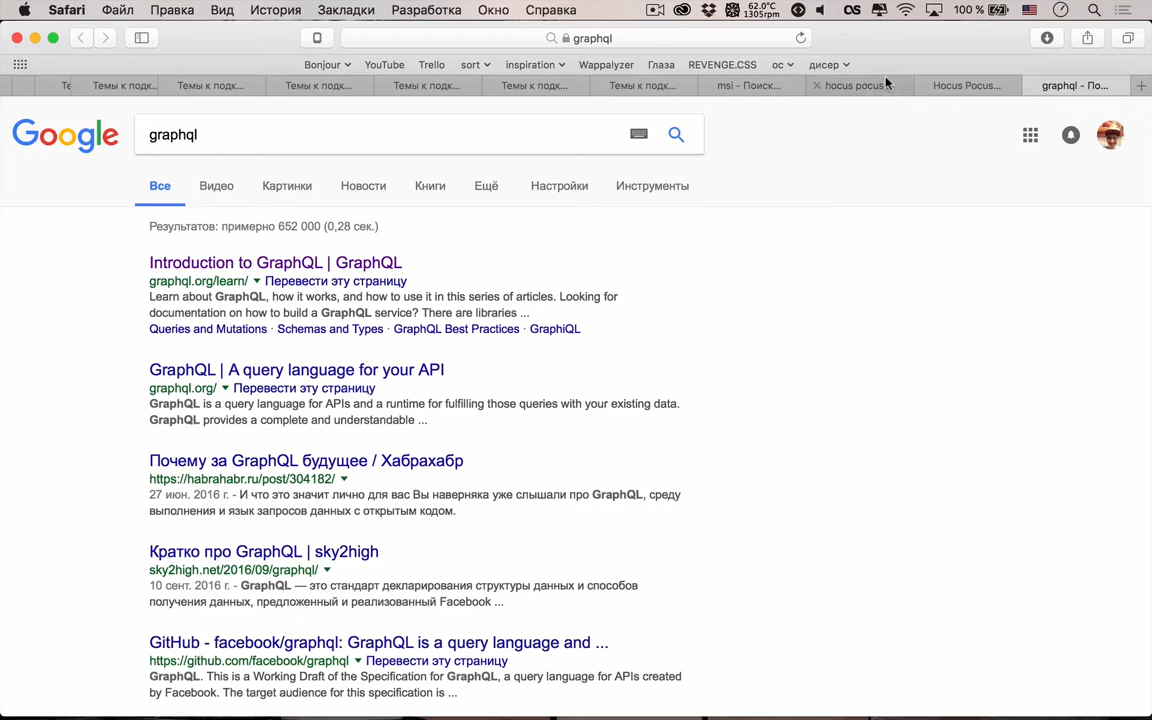 Safari Файл Правка Вид История Закладки Разработка Окно Справка 62.0°C 1305rpm 100 %
graphql
Bonjour YouTube Trello sort inspiration Wappalyzer Глаза REVENGE.CSS ос дисер
Те Темы к подк... Темы к подк... Темы к подк... Темы к подк... Темы к подк... Темы к подк... msi - Поиск... hocus pocus Hocus Pocus... graphql - По...
Google graphql
Все Видео Картинки Новости Книги Ещё Настройки Инструменты
Результатов: примерно 652 000 (0,28 сек.)
Introduction to GraphQL | GraphQL
graphql.org/learn/ Перевести эту страницу
Learn about GraphQL, how it works, and how to use it in this series of articles. Looking for
documentation on how to build a GraphQL service? There are libraries ...
Queries and Mutations · Schemas and Types · GraphQL Best Practices · GraphiQL
GraphQL | A query language for your API
graphql.org/ Перевести эту страницу
GraphQL is a query language for APIs and a runtime for fulfilling those queries with your existing data.
GraphQL provides a complete and understandable ...
Почему за GraphQL будущее / Хабрахабр
https://habrahabr.ru/post/304182/
27 июн. 2016 г. - И что это значит лично для вас Вы наверняка уже слышали про GraphQL, среду
выполнения и язык запросов данных с открытым кодом.
Кратко про GraphQL | sky2high
sky2high.net/2016/09/graphql/
10 сент. 2016 г. - GraphQL — это стандарт декларирования структуры данных и способов
получения данных, предложенный и реализованный Facebook ...
GitHub - facebook/graphql: GraphQL is a query language and ...
https://github.com/facebook/graphql Перевести эту страницу
GraphQL. This is a Working Draft of the Specification for GraphQL, a query language for APIs created
by Facebook. The target audience for this specification is ...